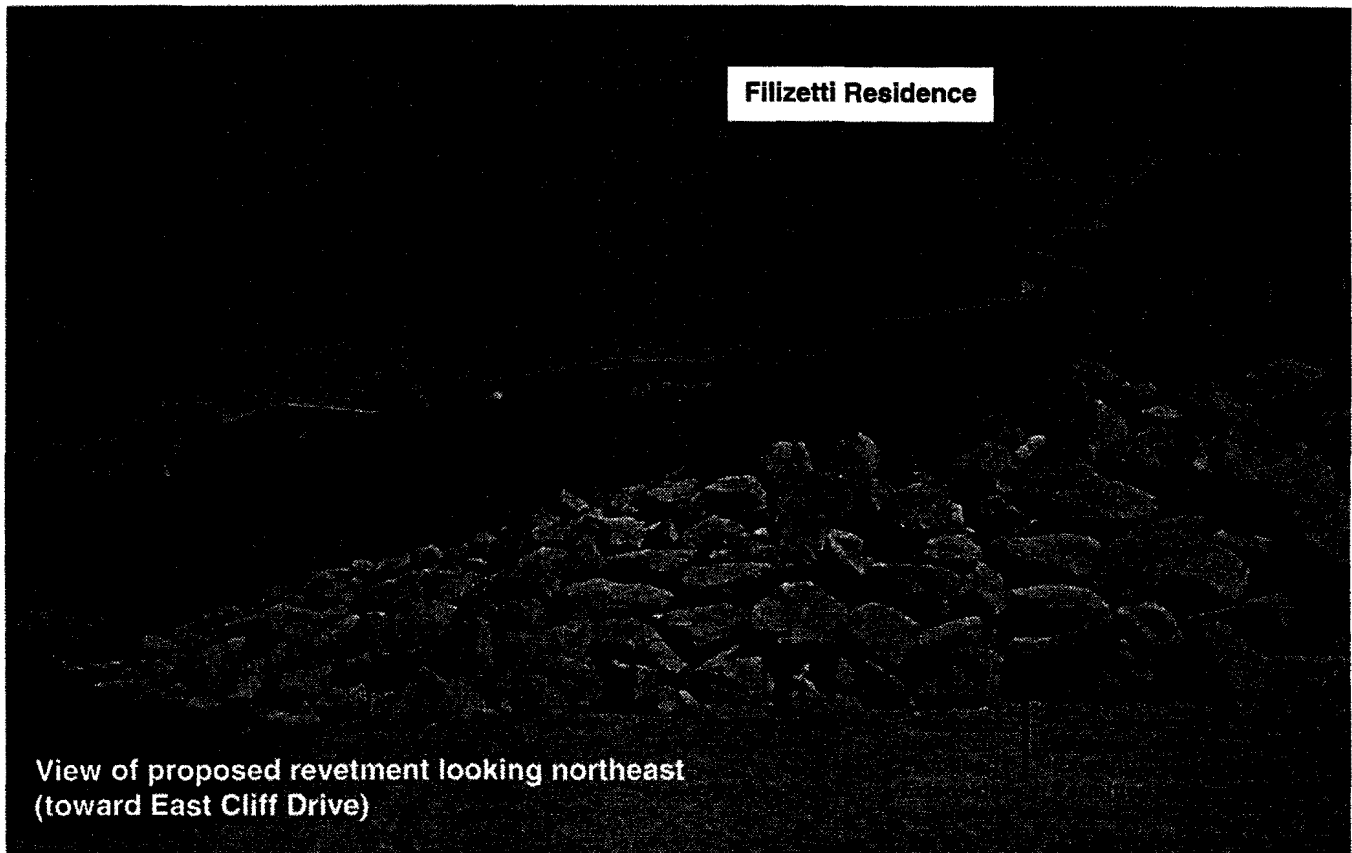 Filizetti Residence
View of proposed revetment looking northeast
(toward East Cliff Drive)